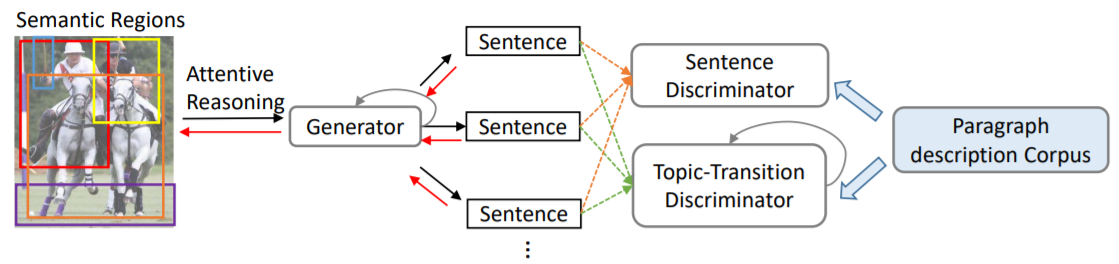 Semantic Regions
Attentive
Reasoning
Generator
Sentence
Sentence
Sentence
⋮
Sentence
Discriminator
Topic-Transition
Discriminator
Paragraph
description Corpus